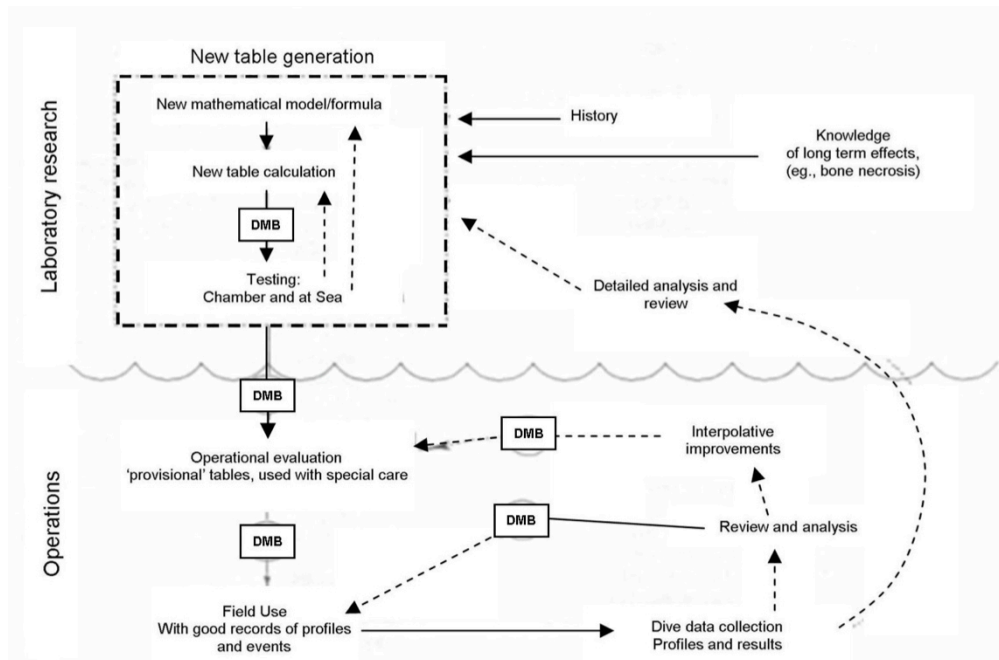 New table generation
Laboratory research
New mathematical model/formula
New table calculation
DMB
Testing:
Chamber and at Sea
History
Knowledge
of long term effects,
(eg., bone necrosis)
Detailed analysis and
review
DMB
Operations
Operational evaluation
'provisional' tables, used with special care
DMB
Interpolative
improvements
DMB
Review and analysis
DMB
Field Use
With good records of profiles
and events
Dive data collection
Profiles and results